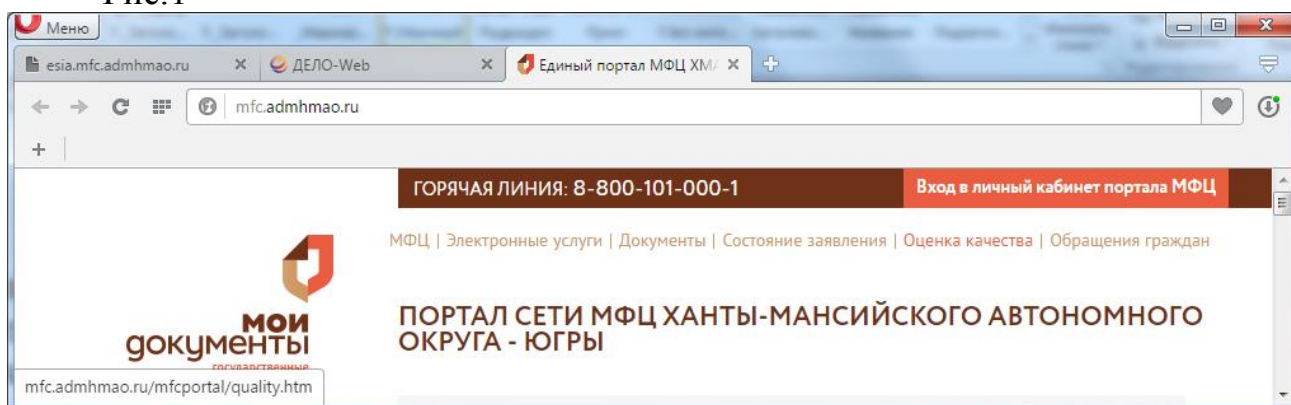 Рис.1
Меню
esia.mfc.admhmao.ru
ДЕЛО-Web
Единый портал МФЦ ХМА
mfc.admhmao.ru
ГОРЯЧАЯ ЛИНИЯ: 8-800-101-000-1
Вход в личный кабинет портала МФЦ
МФЦ | Электронные услуги | Документы | Состояние заявления | Оценка качества | Обращения граждан
мои
документы
государственные
ПОРТАЛ СЕТИ МФЦ ХАНТЫ-МАНСИЙСКОГО АВТОНОМНОГО
ОКРУГА - ЮГРЫ
mfc.admhmao.ru/mfcportal/quality.htm